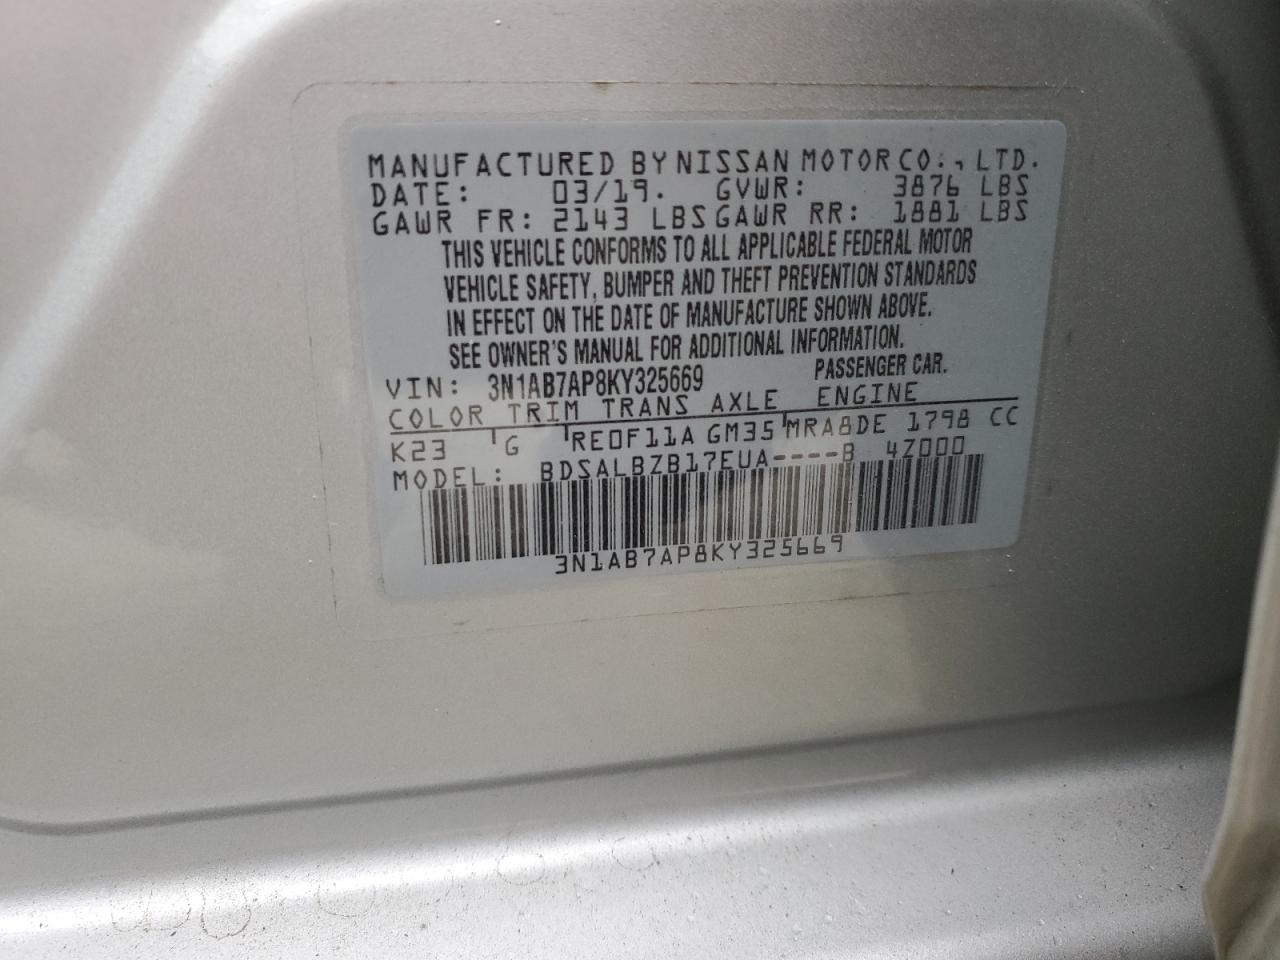 MANUFACTURED BY NISSAN MOTOR CO., LTD.
DATE: 03/19. GVWR: 3876 LBS
GAWR FR: 2143 LBS GAWR RR: 1881 LBS
THIS VEHICLE CONFORMS TO ALL APPLICABLE FEDERAL MOTOR
VEHICLE SAFETY, BUMPER AND THEFT PREVENTION STANDARDS
IN EFFECT ON THE DATE OF MANUFACTURE SHOWN ABOVE.
SEE OWNER'S MANUAL FOR ADDITIONAL INFORMATION.
VIN: 3N1AB7AP8KY325669 PASSENGER CAR.
COLOR TRIM TRANS AXLE ENGINE
K23 G RE0F11A GM35 MRA8DE 1798 CC
MODEL: BDSALBZB17EUA----B 4Z000
3N1AB7AP8KY325669